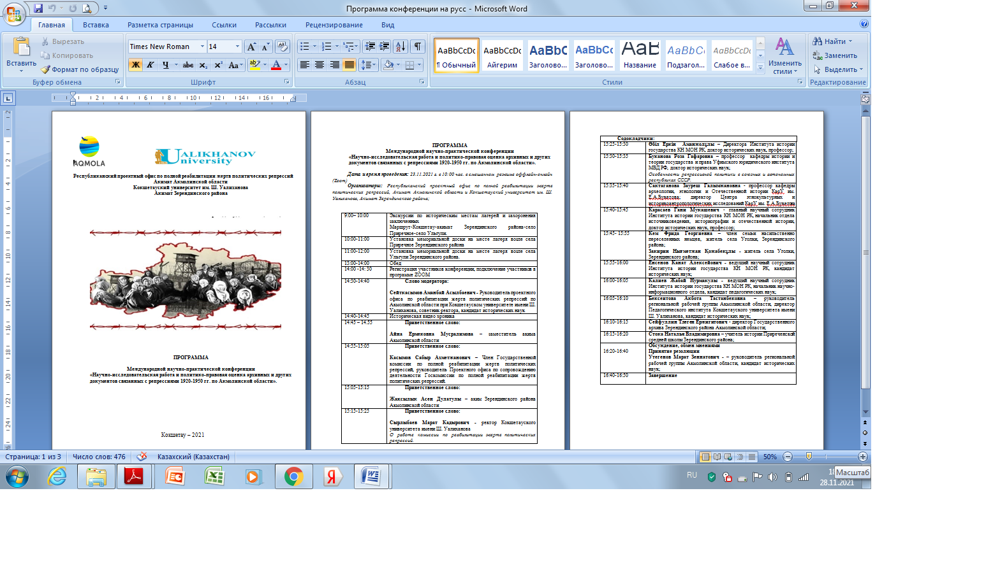 Программа конференции на русс - Microsoft Word
Главная
Вставка
Разметка страницы
Ссылки
Рассылки
Рецензирование
Вид
Вставить
Вырезать
Копировать
Формат по образцу
Буфер обмена
Times New Roman
14
Шрифт
Абзац
AaBbCcDc
¶ Обычный
AaBbCcDc
Айгерим
AaBbC
Заголово...
AaBbCc
Заголово...
AaB
Название
AaBbCc
Подзагол...
AaBbCcDc
Слабое в...
Стили
Изменить
стили
Найти
Заменить
Выделить
Редактирование
AQMOLA
UALIKHANOV
University
Республиканский проектный офис по полной реабилитации жертв политических репрессий
Акимат Акмолинской области
Кокшетауский университет им. Ш. Уалиханова
Акимат Зерендинского района
ПРОГРАММА
Международной научно-практической конференции
«Научно-исследовательская работа и политико-правовая оценка архивных и других
документов связанных с репрессиями 1920-1950 гг. по Акмолинской области».
Кокшетау – 2021
ПРОГРАММА
Международной научно-практической конференции
«Научно-исследовательская работа и политико-правовая оценка архивных и других
документов связанных с репрессиями 1920-1950 гг. по Акмолинской области».
Дата и время проведения: 23.11.2021 г. в 10:00 час. в смешанном режиме оффлайн-онлайн
(Zoom)
Организаторы: Республиканский проектный офис по полной реабилитации жертв
политических репрессий, Акимат Акмолинской области и Кокшетауский университет им. Ш.
Уалиханова, Акимат Зерендинского района;
9:00– 10:00 Экскурсии по историческим местам лагерей и захоронения
заключенных
Маршрут-Кокшетау-акимат Зерендинского района-село
Приречное-село Улыгули.
10:00-11:00 Установка мемориальной доски на месте лагеря возле села
Приречное Зерендинского района
11:00-12:00 Установка мемориальной доски на месте лагеря возле села
Улыгули Зерендинского района.
13:00-14:00 Обед
14:00 -14: 30 Регистрация участников конференции, подключение участников в
программе ZOOM
14:30-14:40 Слово модератора:
Сейткасымов Аманбай Асылбаевич - Руководитель проектного
офиса по реабилитации жертв политических репрессий по
Акмолинской области при Кокшетауском университете имени Ш.
Уалиханова, советник ректора, кандидат исторических наук
14:40-14:45 Историческая видео хроника
14:45 – 14:55 Приветственное слово:
Айна Ермековна Мусралимова – заместитель акима
Акмолинской области
14:55-15:05 Приветственное слово:
Касымов Сабыр Ахметжанович – Член Государственной
комиссии по полной реабилитации жертв политических
репрессий, руководитель Проектного офиса по сопровождению
деятельности Госкомиссии по полной реабилитации жертв
политических репрессий.
15:05-15:15 Приветственное слово:
Жақсылық Асен Дулатулы – аким Зерендинского района
Акмолинской области
15:15-15:25 Приветственное слово:
Сырлыбаев Марат Кадырович - ректор Кокшетауского
университета имени Ш. Уалиханова
О работе комиссии по реабилитации жертв политических
репрессий.
Содокладчики:
15:25-15:30 Әбіл Еркін Аманжолұлы – Директора Института истории
государства КН МОН РК, доктор исторических наук, профессор;
15:30-15:35 Буканова Роза Гафаровна – профессор кафедры истории и
теории государства и права Уфимского юридического института
МВД РФ, доктор исторических наук;
Особенности репрессивной политики в союзных и автономных
республиках СССР.
15:35-15:40 Сактаганова Зауреш Галымжановна - профессор кафедры
археологии, этнологии и Отечественной истории КарУ им.
Е.А.Букетова; директор Центра этнокультурных и
историкоантропологических исследований КарУ им. Е.А.Букетова
15:40-15:45 Карасаев Гани Мукашевич - главный научный сотрудник
Института истории государства КН МОН РК, начальник отдела
источниковедения, историографии и отечественной истории,
доктор исторических наук, профессор;
15:45- 15:55 Кем Фрида Георгиевна – член семьи насильственно
переселенных немцев, житель села Уголки, Зерендинского
района;
Закирин Нығметжан Қожабекұлы - житель села Уголки,
Зерендинского района;
15:55-16:00 Енсенов Канат Алексейович - ведущий научный сотрудник
Института истории государства КН МОН РК, кандидат
исторических наук;
16:00-16:05 Калиев Жабай Нурмакулы - ведущий научный сотрудник
Института истории государства КН МОН РК, начальник научно-
информационного отдела, кандидат педагогических наук;
16:05-16:10 Бексеитова Акбота Тастанбековна – руководитель
региональной рабочей группы Акмолинской области, директор
Педагогического института Кокшетауского университета имени
Ш. Уалиханова, кандидат исторических наук;
16:10-16:15 Сейфуллин Тлеген Ержигитович - директор Государственного
архива Зерендинского района Акмолинской области;
16:15-16:20 Стока Наталья Владимировна – учитель истории Приреченской
средней школы Зерендинского района;
Обсуждение, обмен мнениями
16:20-16:40 Принятие резолюции
Утегенов Марат Зеннатович - – руководитель региональной
рабочей группы Акмолинской области, кандидат исторических
наук;
16:40-16:50 Завершение
Страница: 1 из 3
Число слов: 476
Казахский (Казахстан)
50%
RU
Масштаб
28.11.2021